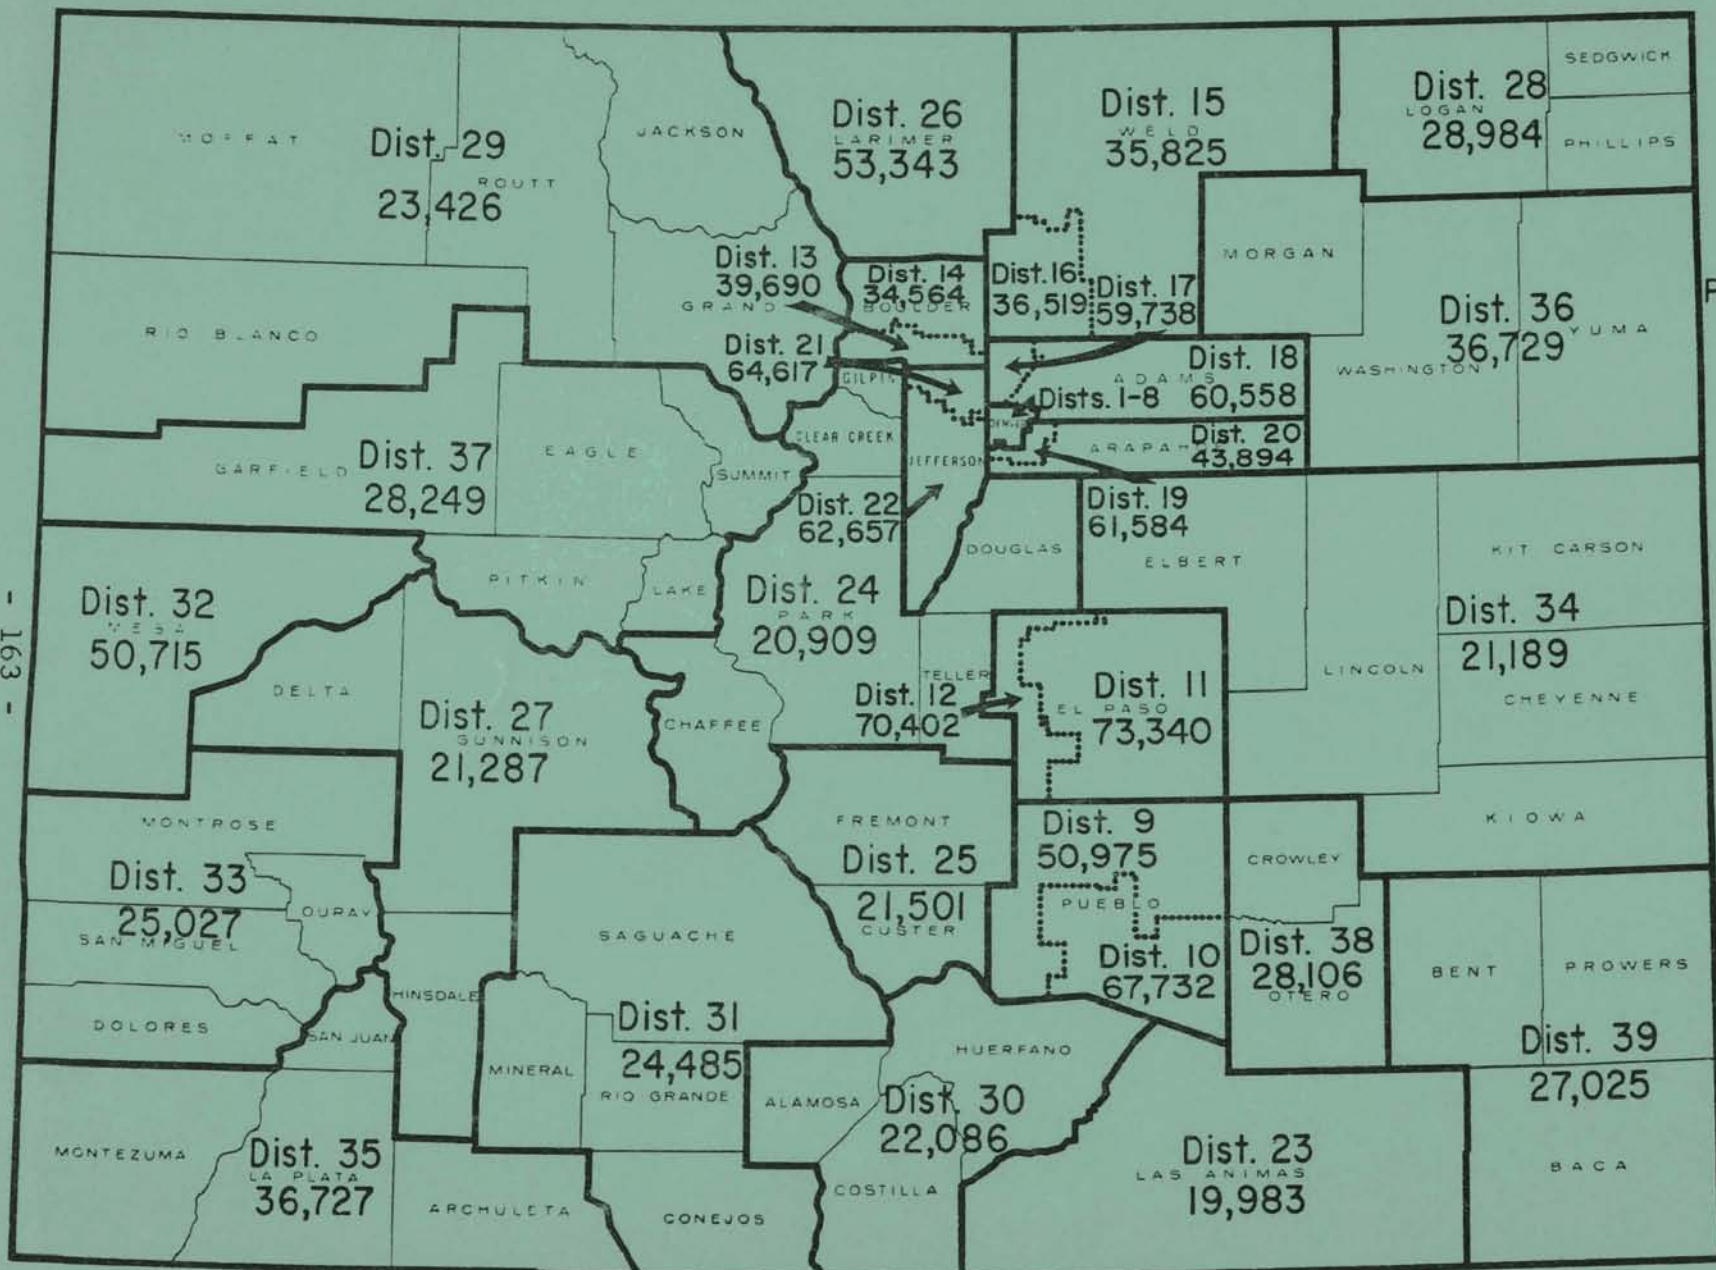 SEDGWICK
Dist. 28
LOGAN
28,984
PHILLIPS
Dist. 15
WELD
35,825
Dist. 26
LARIMER
53,343
JACKSON
MOFFAT
Dist. 29
ROUTT
23,426
MORGAN
Dist. 13
39,690
GRAND
Dist. 14
34,564
BOULDER
Dist. 16
36,519
Dist. 17
59,738
Dist. 36
YUMA
36,729
WASHINGTON
RIO BLANCO
Dist. 21
64,617
GILPIN
Dist. 18
ADAMS
60,558
Dists. 1-8
DENVER
Dist. 20
ARAPAHOE
43,894
CLEAR CREEK
JEFFERSON
EAGLE
GARFIELD
Dist. 37
28,249
SUMMIT
Dist. 22
62,657
Dist. 19
61,584
DOUGLAS
ELBERT
KIT CARSON
PITKIN
LAKE
Dist. 24
PARK
20,909
Dist. 32
MESA
50,715
Dist. 34
21,189
- 163 -
DELTA
TELLER
LINCOLN
CHEYENNE
Dist. 27
GUNNISON
21,287
CHAFFEE
Dist. 12
70,402
Dist. 11
EL PASO
73,340
MONTROSE
FREMONT
Dist. 25
21,501
CUSTER
Dist. 9
50,975
PUEBLO
Dist. 10
67,732
KIOWA
CROWLEY
Dist. 33
25,027
OURAY
SAN MIGUEL
SAGUACHE
Dist. 38
28,106
OTERO
BENT
PROWERS
HINSDALE
DOLORES
SAN JUAN
Dist. 31
24,485
MINERAL
RIO GRANDE
ALAMOSA
HUERFANO
Dist. 30
22,086
Dist. 39
27,025
MONTEZUMA
Dist. 35
LA PLATA
36,727
ARCHULETA
CONEJOS
COSTILLA
Dist. 23
LAS ANIMAS
19,983
BACA